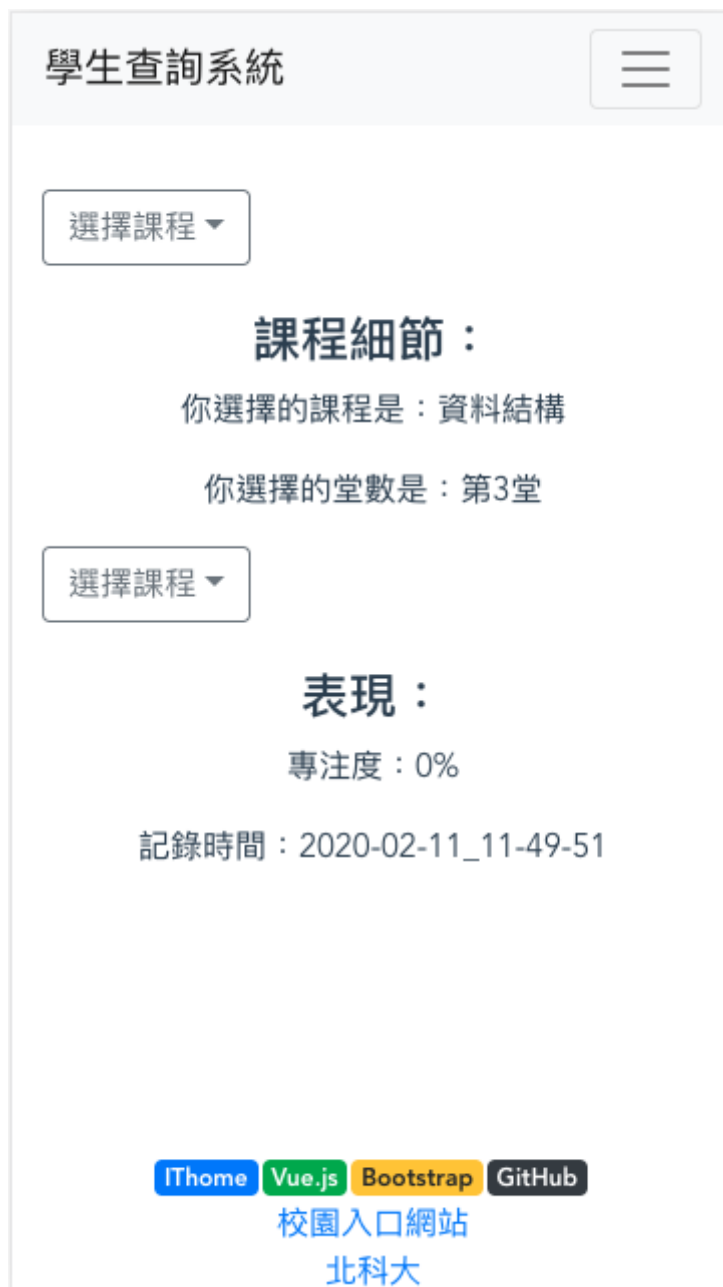 學生查詢系統
選擇課程
課程細節：
你選擇的課程是：資料結構
你選擇的堂數是：第3堂
選擇課程
表現：
專注度：0%
記錄時間：2020-02-11_11-49-51
IThome Vue.js Bootstrap GitHub
校園入口網站
北科大